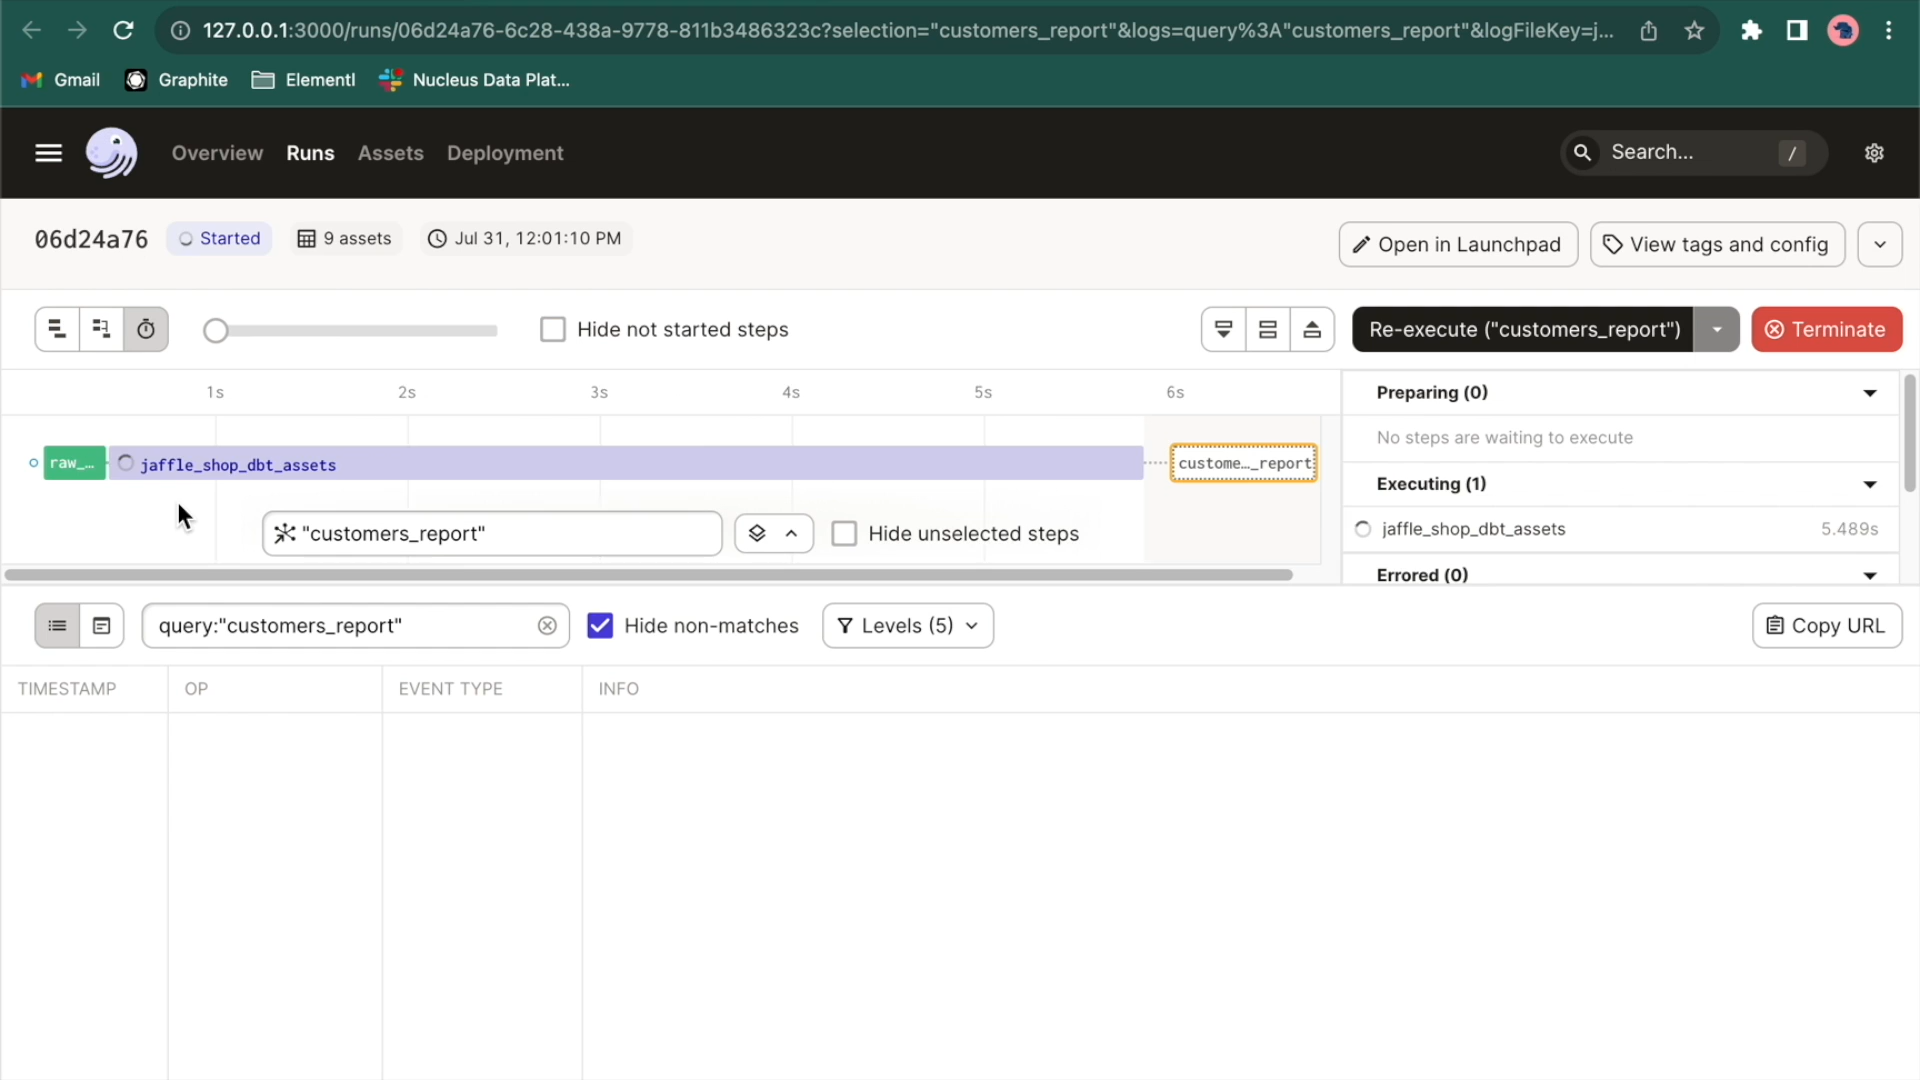 127.0.0.1:3000/runs/06d24a76-6c28-438a-9778-811b3486323c?selection="customers_report"&logs=query%3A"customers_report"&logFileKey=j...
Gmail Graphite Elementl Nucleus Data Plat...
Overview Runs Assets Deployment Search... /
06d24a76 Started 9 assets Jul 31, 12:01:10 PM Open in Launchpad View tags and config
Hide not started steps Re-execute ("customers_report") Terminate
1s 2s 3s 4s 5s 6s Preparing (0)
No steps are waiting to execute
raw_... jaffle_shop_dbt_assets custome..._report
Executing (1)
"customers_report" Hide unselected steps jaffle_shop_dbt_assets 5.489s
Errored (0)
query:"customers_report" Hide non-matches Levels (5) Copy URL
TIMESTAMP OP EVENT TYPE INFO